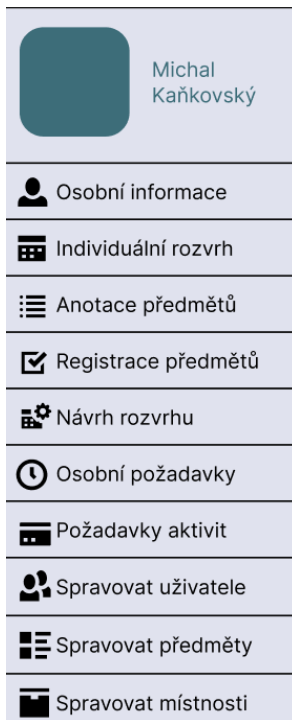 Michal
Kaňkovský
Osobní informace
Individuální rozvrh
Anotace předmětů
Registrace předmětů
Návrh rozvrhu
Osobní požadavky
Požadavky aktivit
Spravovat uživatele
Spravovat předměty
Spravovat místnosti